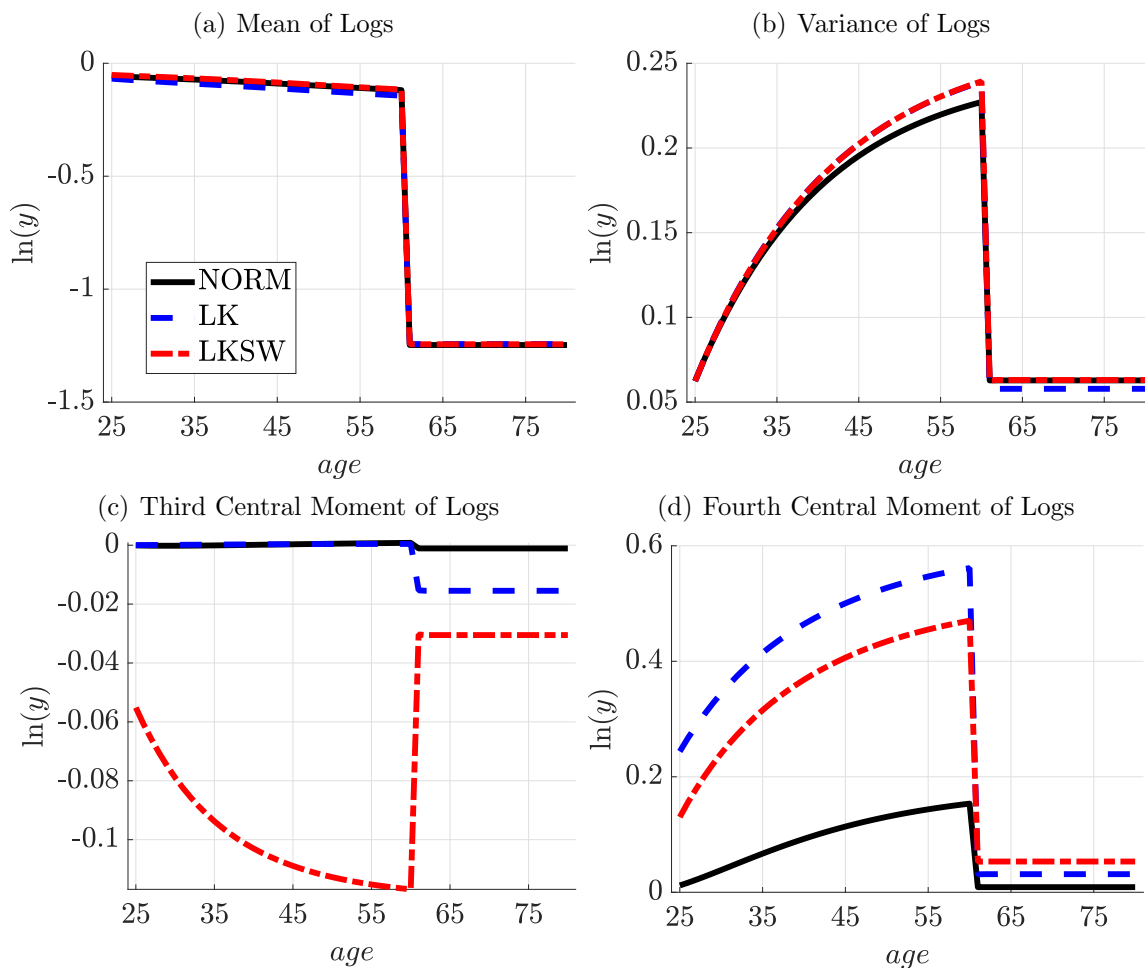 (a) Mean of Logs
0
-0.5
-1
-1.5
ln(y)
NORM
LK
LKSW
25 35 45 55 65 75
age
(b) Variance of Logs
0.25
0.2
0.15
0.1
0.05
ln(y)
25 35 45 55 65 75
age
(c) Third Central Moment of Logs
0
-0.02
-0.04
-0.06
-0.08
-0.1
ln(y)
25 35 45 55 65 75
age
(d) Fourth Central Moment of Logs
0.6
0.4
0.2
0
ln(y)
25 35 45 55 65 75
age